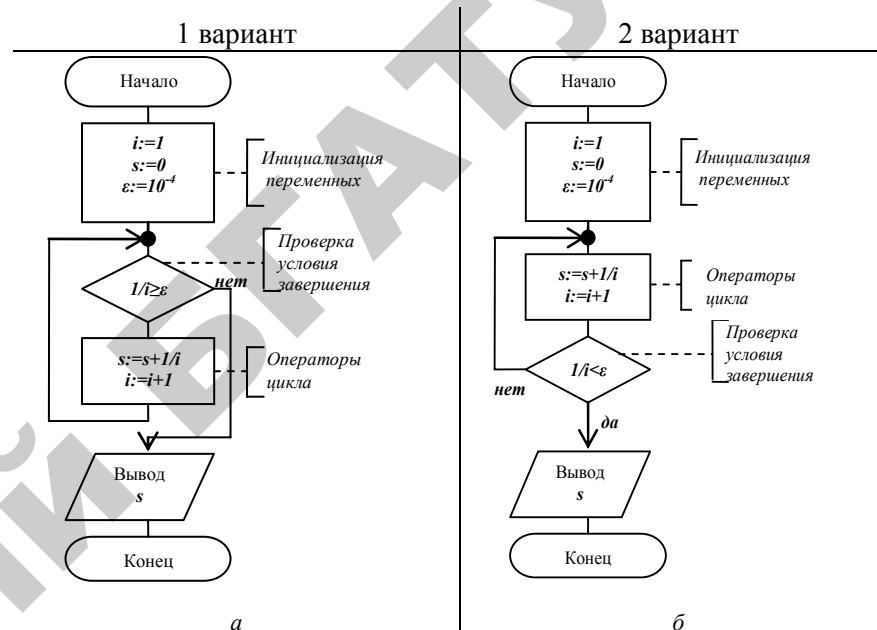 1 вариант
Начало
i:=1
s:=0
ε:=10⁻⁴
Инициализация
переменных
Проверка
условия
завершения
1/i≥ε
нет
s:=s+1/i
i:=i+1
Операторы
цикла
Вывод
s
Конец
а
2 вариант
Начало
i:=1
s:=0
ε:=10⁻⁴
Инициализация
переменных
s:=s+1/i
i:=i+1
Операторы
цикла
Проверка
условия
завершения
1/i<ε
нет
да
Вывод
s
Конец
б
ИЙ БГАТУ